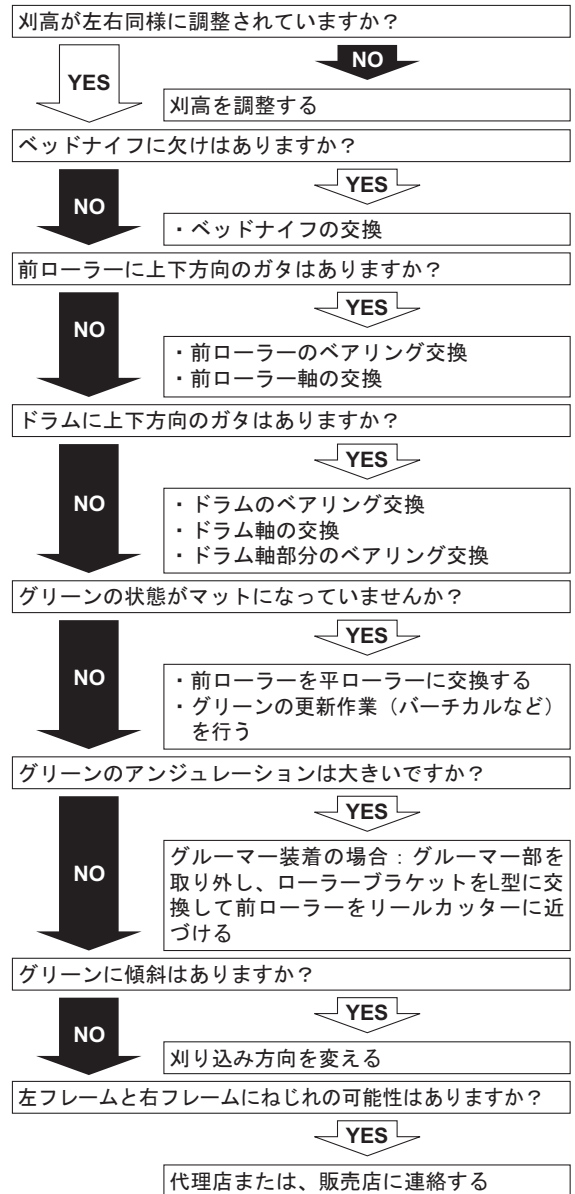 刈高が左右同様に調整されていますか？
YES
NO
刈高を調整する
ベッドナイフに欠けはありますか？
NO
YES
・ベッドナイフの交換
前ローラーに上下方向のガタはありますか？
NO
YES
・前ローラーのベアリング交換
・前ローラー軸の交換
ドラムに上下方向のガタはありますか？
NO
YES
・ドラムのベアリング交換
・ドラム軸の交換
・ドラム軸部分のベアリング交換
グリーンの状態がマットになっていませんか？
NO
YES
・前ローラーを平ローラーに交換する
・グリーンの更新作業（バーチカルなど）
を行う
グリーンのアンジュレーションは大きいですか？
NO
YES
グルーマー装着の場合：グルーマー部を
取り外し、ローラーブラケットをL型に交
換して前ローラーをリールカッターに近
づける
グリーンに傾斜はありますか？
NO
YES
刈り込み方向を変える
左フレームと右フレームにねじれの可能性はありますか？
YES
代理店または、販売店に連絡する